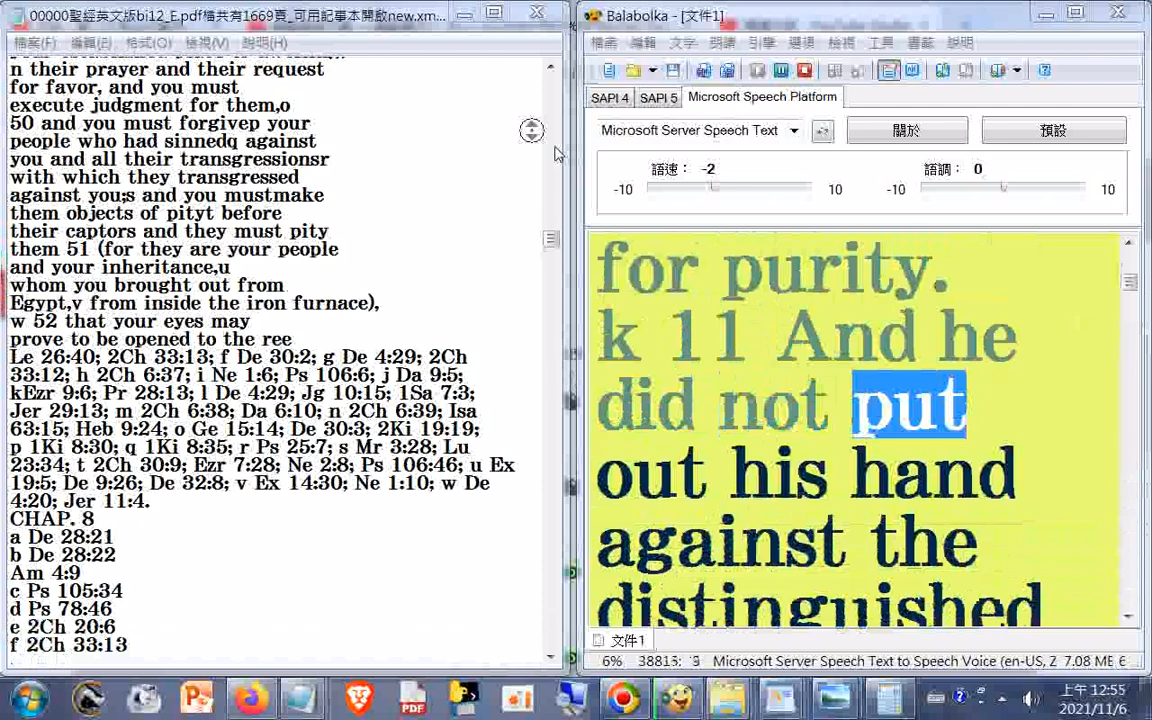 00000聖經英文版bi12_E.pdf檔共有1669頁_可用記事本開啟new.xm...
檔案(F) 編輯(E) 格式(O) 檢視(V) 說明(H)
n their prayer and their request
for favor, and you must
execute judgment for them,o
50 and you must forgivep your
people who had sinnedq against
you and all their transgressionsr
with which they transgressed
against you;s and you mustmake
them objects of pityt before
their captors and they must pity
them 51 (for they are your people
and your inheritance,u
whom you brought out from
Egypt,v from inside the iron furnace),
w 52 that your eyes may
prove to be opened to the ree
Le 26:40; 2Ch 33:13; f De 30:2; g De 4:29; 2Ch
33:12; h 2Ch 6:37; i Ne 1:6; Ps 106:6; j Da 9:5;
kEzr 9:6; Pr 28:13; l De 4:29; Jg 10:15; 1Sa 7:3;
Jer 29:13; m 2Ch 6:38; Da 6:10; n 2Ch 6:39; Isa
63:15; Heb 9:24; o Ge 15:14; De 30:3; 2Ki 19:19;
p 1Ki 8:30; q 1Ki 8:35; r Ps 25:7; s Mr 3:28; Lu
23:34; t 2Ch 30:9; Ezr 7:28; Ne 2:8; Ps 106:46; u Ex
19:5; De 9:26; De 32:8; v Ex 14:30; Ne 1:10; w De
4:20; Jer 11:4.
CHAP. 8
a De 28:21
b De 28:22
Am 4:9
c Ps 105:34
d Ps 78:46
e 2Ch 20:6
f 2Ch 33:13
Balabolka - [文件1]
檔案 編輯 文字 朗讀 引擎 選項 檢視 工具 書籤 說明
SAPI 4 SAPI 5 Microsoft Speech Platform
Microsoft Server Speech Text 關於 預設
語速： -2 語調： 0
-10 10 -10 10
for purity.
k 11 And he
did not put
out his hand
against the
distinguished
文件1
6% Microsoft Server Speech Text to Speech Voice (en-US, Z 7.08 MB 6
PDF
上午 12:55
2021/11/6